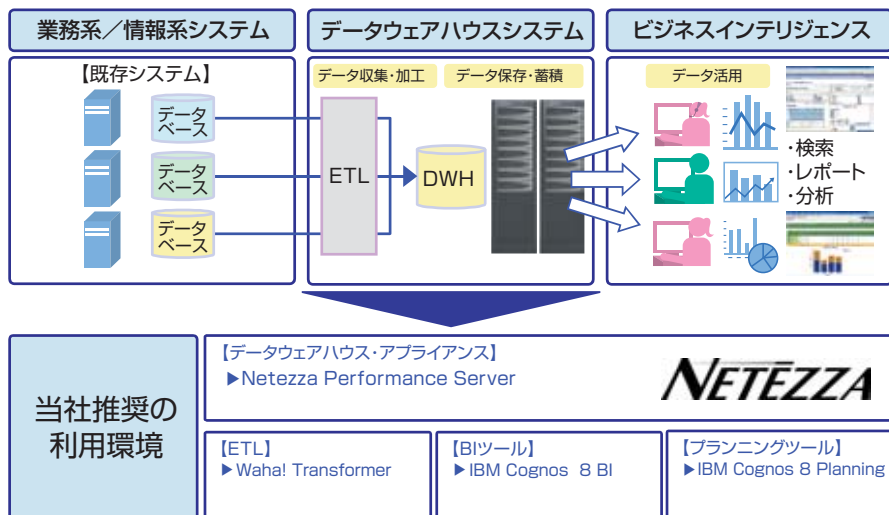 業務系／情報系システム
データウェアハウスシステム
ビジネスインテリジェンス
【既存システム】
データ
ベース
データ
ベース
データ
ベース
データ収集・加工
データ保存・蓄積
ETL
DWH
データ活用
・検索
・レポート
・分析
当社推奨の
利用環境
【データウェアハウス・アプライアンス】
▶Netezza Performance Server
NETEZZA
【ETL】
▶Waha! Transformer
【BIツール】
▶IBM Cognos 8 BI
【プランニングツール】
▶IBM Cognos 8 Planning